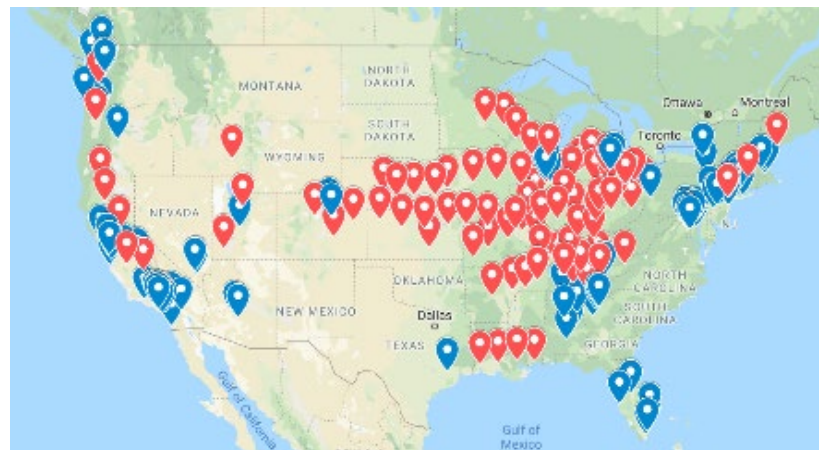 MONTANA
NORTH
DAKOTA
Ottawa
Montreal
Toronto
SOUTH
DAKOTA
WYOMING
NEVADA
NJ
OKLAHOMA
NORTH
CAROLINA
NEW MEXICO
SOUTH
CAROLINA
Dallas
TEXAS
GEORGIA
Gulf of
California
Gulf of
Mexico